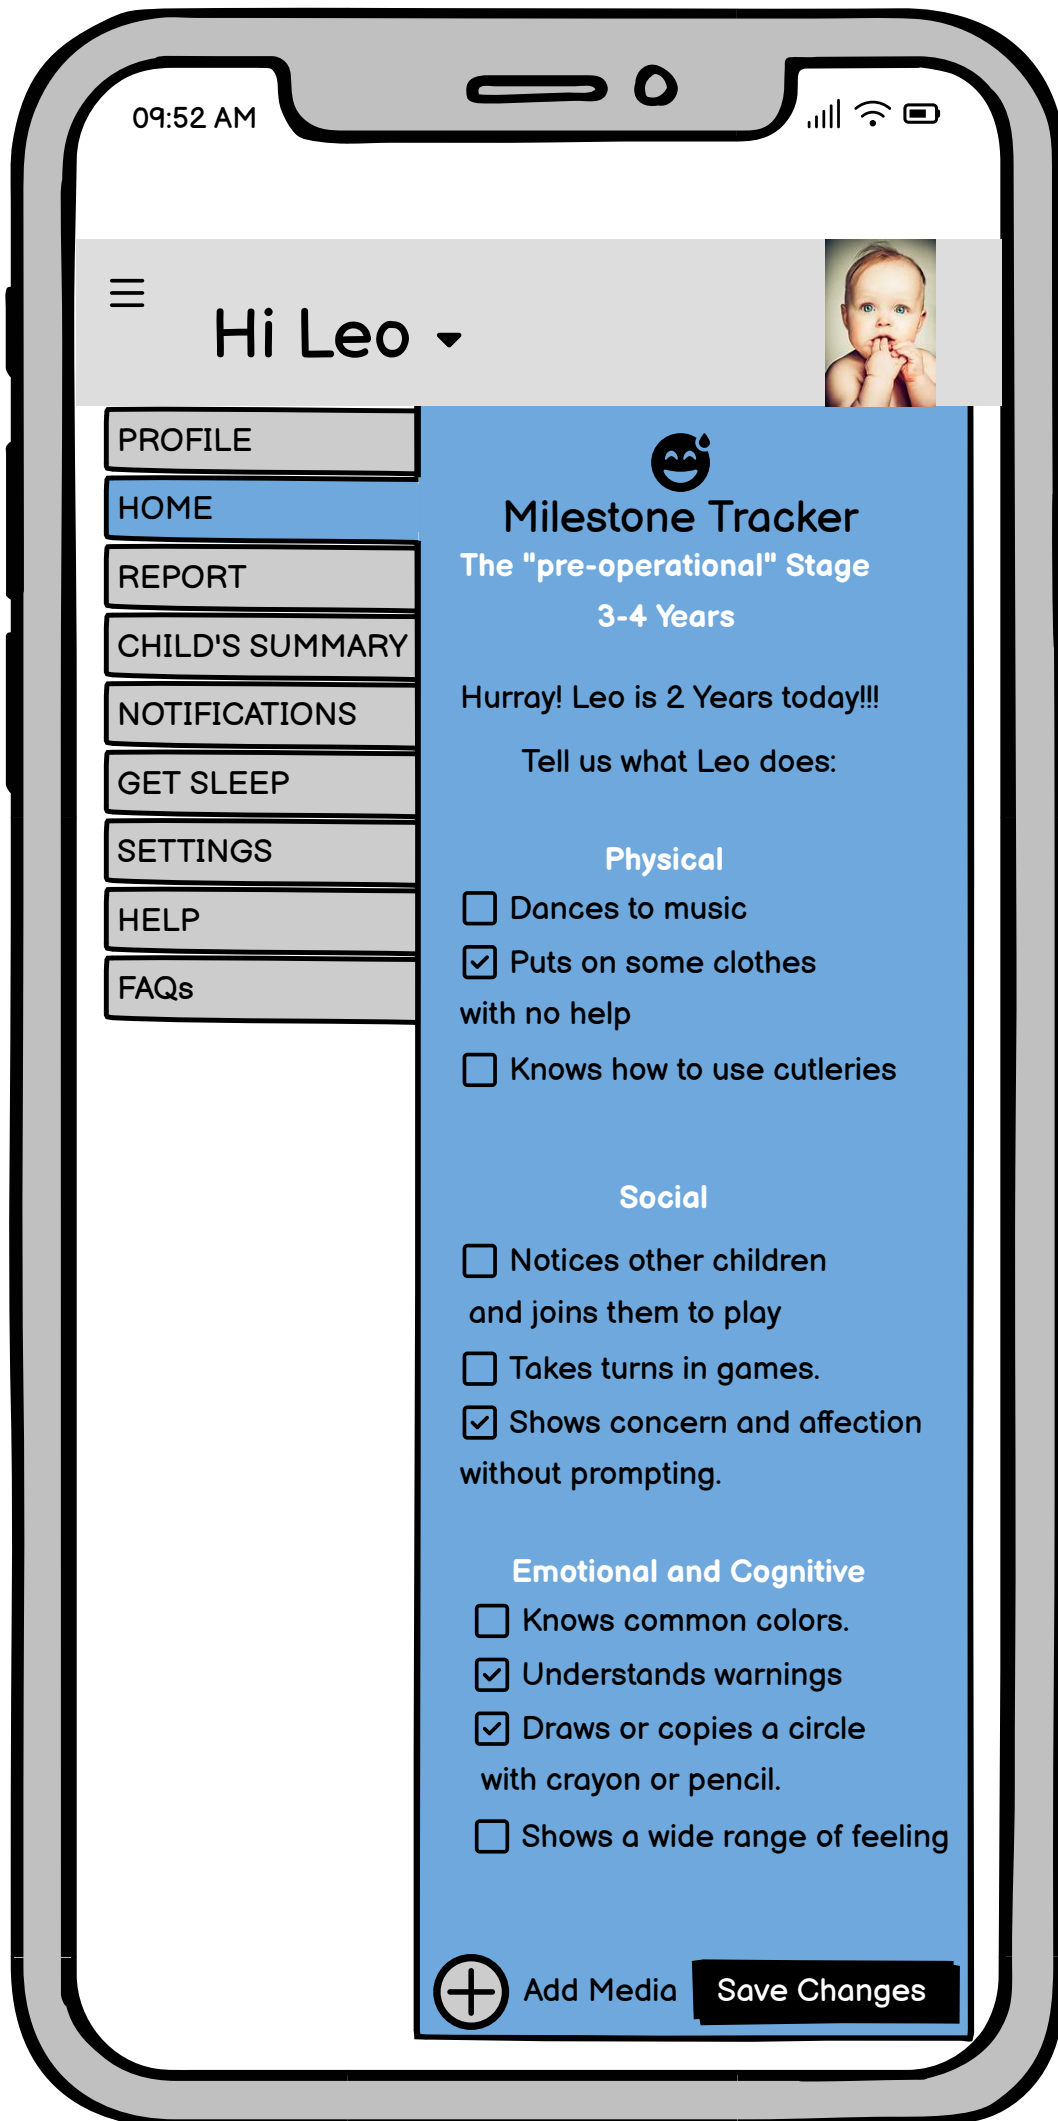 09:52 AM
Hi Leo
PROFILE
HOME
REPORT
CHILD'S SUMMARY
NOTIFICATIONS
GET SLEEP
SETTINGS
HELP
FAQs
Milestone Tracker
The "pre-operational" Stage
3-4 Years
Hurray! Leo is 2 Years today!!!
Tell us what Leo does:
Physical
Dances to music
Puts on some clothes
with no help
Knows how to use cutleries
Social
Notices other children
and joins them to play
Takes turns in games.
Shows concern and affection
without prompting.
Emotional and Cognitive
Knows common colors.
Understands warnings
Draws or copies a circle
with crayon or pencil.
Shows a wide range of feeling
Add Media
Save Changes